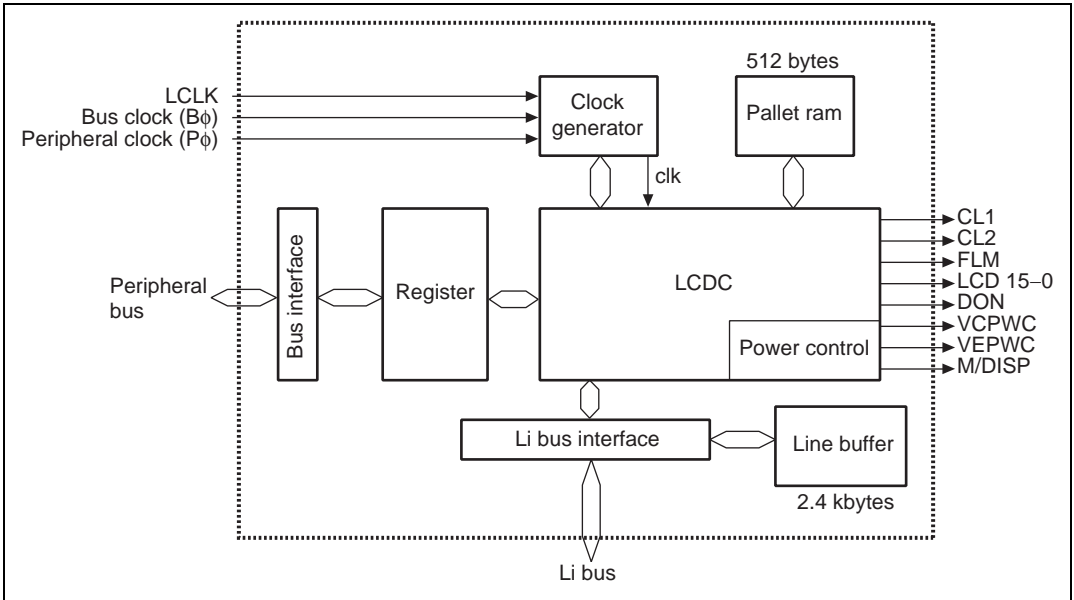 512 bytes
LCLK
Bus clock (Bϕ)
Peripheral clock (Pϕ)
Clock
generator
Pallet ram
clk
Peripheral
bus
Bus interface
Register
LCDC
Power control
CL1
CL2
FLM
LCD 15–0
DON
VCPWC
VEPWC
M/DISP
Li bus interface
Line buffer
2.4 kbytes
Li bus